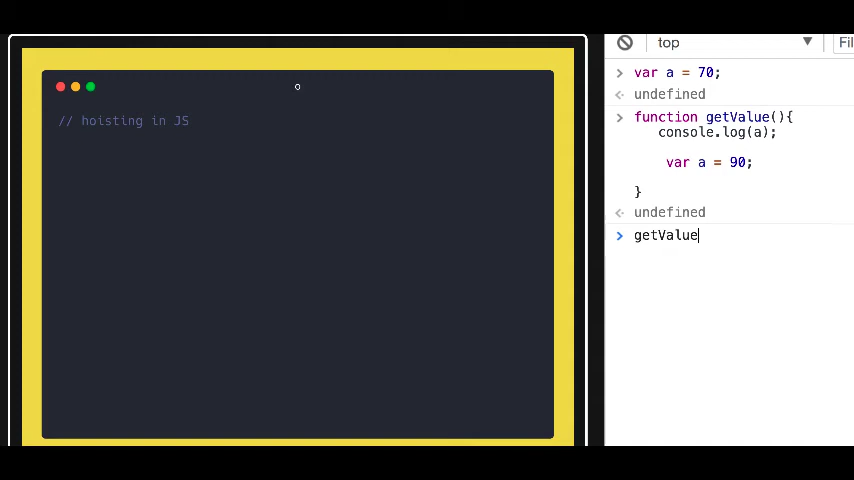 // hoisting in JS
top
Fil
var a = 70;
undefined
function getValue(){
console.log(a);
var a = 90;
}
undefined
getValue